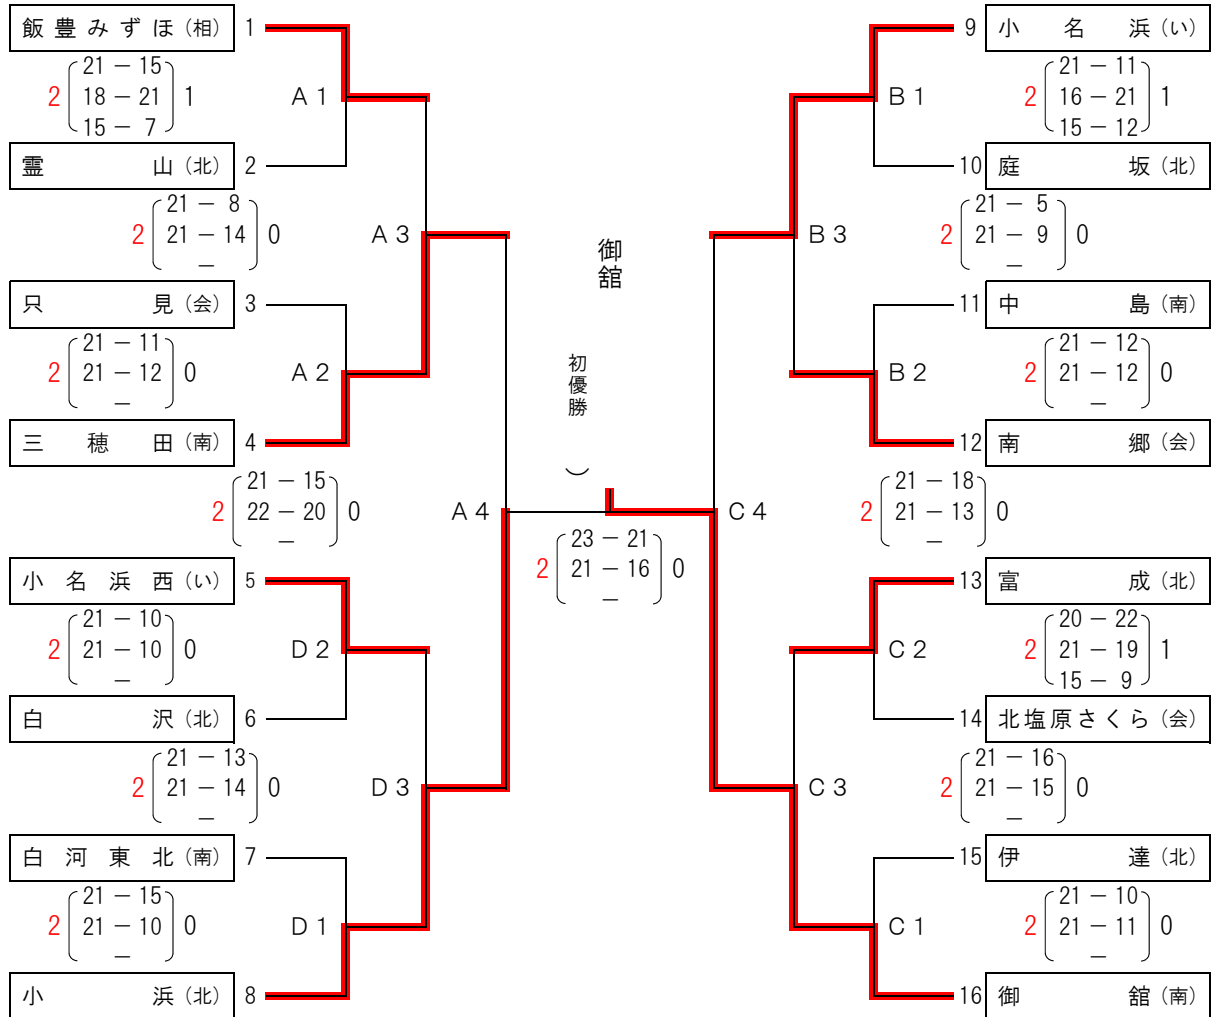 飯豊みずほ（相） 1
21 － 15
2 18 － 21 1
15 － 7
A1
霊山（北） 2
21 － 8
2 21 － 14 0
－
A3
只見（会） 3
21 － 11
2 21 － 12 0
－
A2
三穂田（南） 4
21 － 15
2 22 － 20 0
－
A4
小名浜西（い） 5
21 － 10
2 21 － 10 0
－
D2
白沢（北） 6
21 － 13
2 21 － 14 0
－
D3
白河東北（南） 7
21 － 15
2 21 － 10 0
－
D1
小浜（北） 8
御舘
初優勝
）
23 － 21
2 21 － 16 0
－
9 小名浜（い）
21 － 11
2 16 － 21 1
15 － 12
B1
10 庭坂（北）
21 － 5
2 21 － 9 0
－
B3
11 中島（南）
21 － 12
2 21 － 12 0
－
B2
12 南郷（会）
21 － 18
2 21 － 13 0
－
C4
13 富成（北）
20 － 22
2 21 － 19 1
15 － 9
C2
14 北塩原さくら（会）
21 － 16
2 21 － 15 0
－
C3
15 伊達（北）
21 － 10
2 21 － 11 0
－
C1
16 御舘（南）